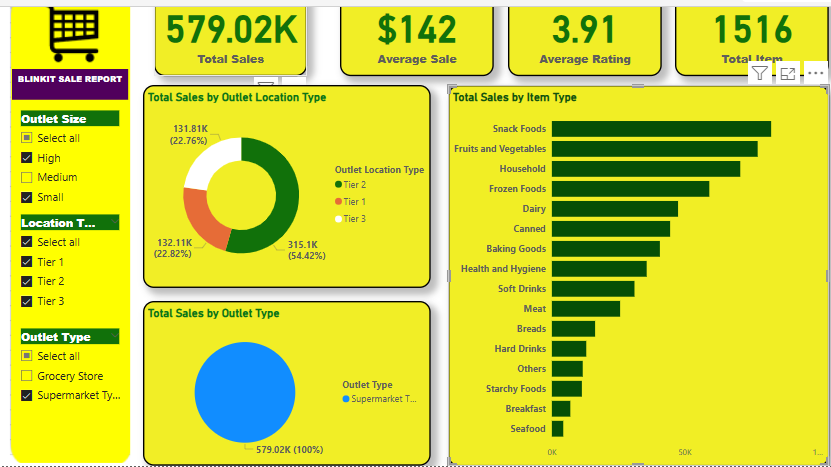 579.02K
Total Sales
$142
Average Sale
3.91
Average Rating
1516
Total Item
BLINKIT SALE REPORT
Outlet Size
Select all
High
Medium
Small
Location T...
Select all
Tier 1
Tier 2
Tier 3
Outlet Type
Select all
Grocery Store
Supermarket Ty...
Total Sales by Outlet Location Type
131.81K
(22.76%)
132.11K
(22.82%)
315.1K
(54.42%)
Outlet Location Type
Tier 2
Tier 1
Tier 3
Total Sales by Outlet Type
579.02K (100%)
Outlet Type
Supermarket T...
Total Sales by Item Type
Snack Foods
Fruits and Vegetables
Household
Frozen Foods
Dairy
Canned
Baking Goods
Health and Hygiene
Soft Drinks
Meat
Breads
Hard Drinks
Others
Starchy Foods
Breakfast
Seafood
0K
50K
1...